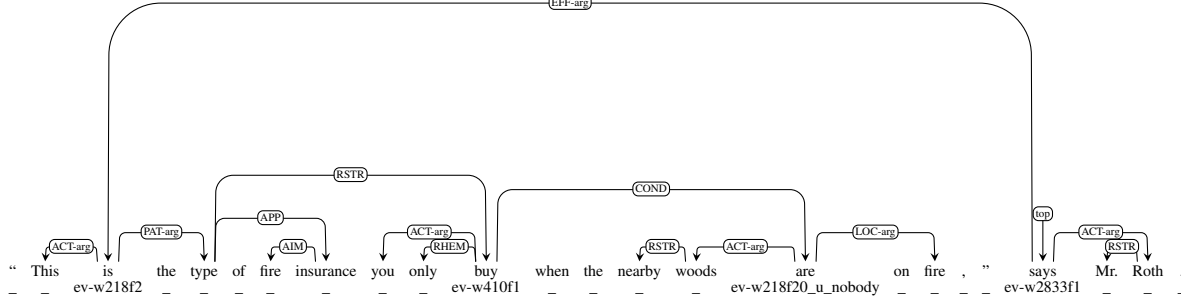 EFF-arg
RSTR
COND
top
APP
ACT-arg PAT-arg AIM ACT-arg RHEM RSTR ACT-arg LOC-arg ACT-arg RSTR
“ This is the type of fire insurance you only buy when the nearby woods are on fire , ” says Mr. Roth .
_ _ ev-w218f2 _ _ _ _ _ _ _ ev-w410f1 _ _ _ _ ev-w218f20_u_nobody _ _ _ _ ev-w2833f1 _ _ _